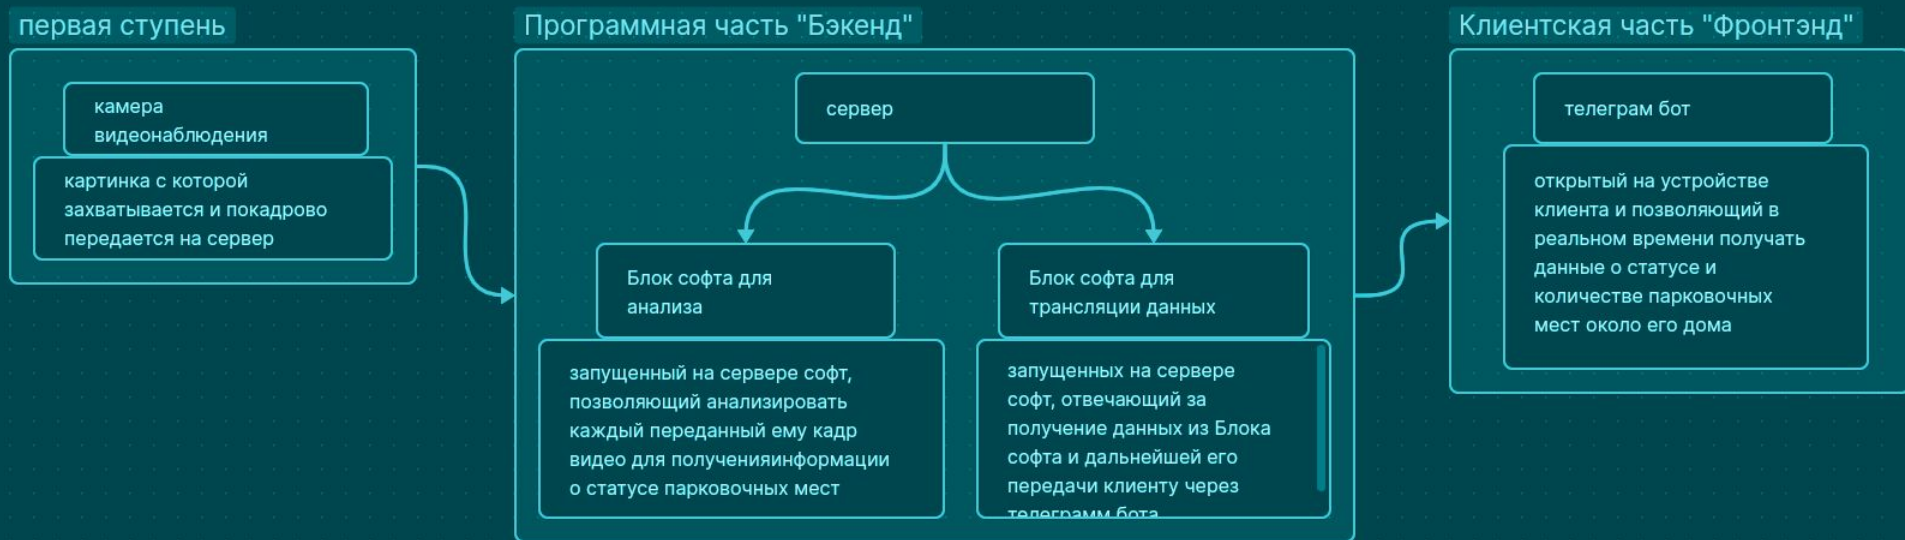 первая ступень
камера
видеонаблюдения
картинка с которой
захватывается и покадрово
передается на сервер
Программная часть "Бэкенд"
сервер
Блок софта для
анализа
запущенный на сервере софт,
позволяющий анализировать
каждый переданный ему кадр
видео для полученияинформации
о статусе парковочных мест
Блок софта для
трансляции данных
запущенных на сервере
софт, отвечающий за
получение данных из Блока
софта и дальнейшей его
передачи клиенту через
телеграмм бота
Клиентская часть "Фронтэнд"
телеграм бот
открытый на устройстве
клиента и позволяющий в
реальном времени получать
данные о статусе и
количестве парковочных
мест около его дома